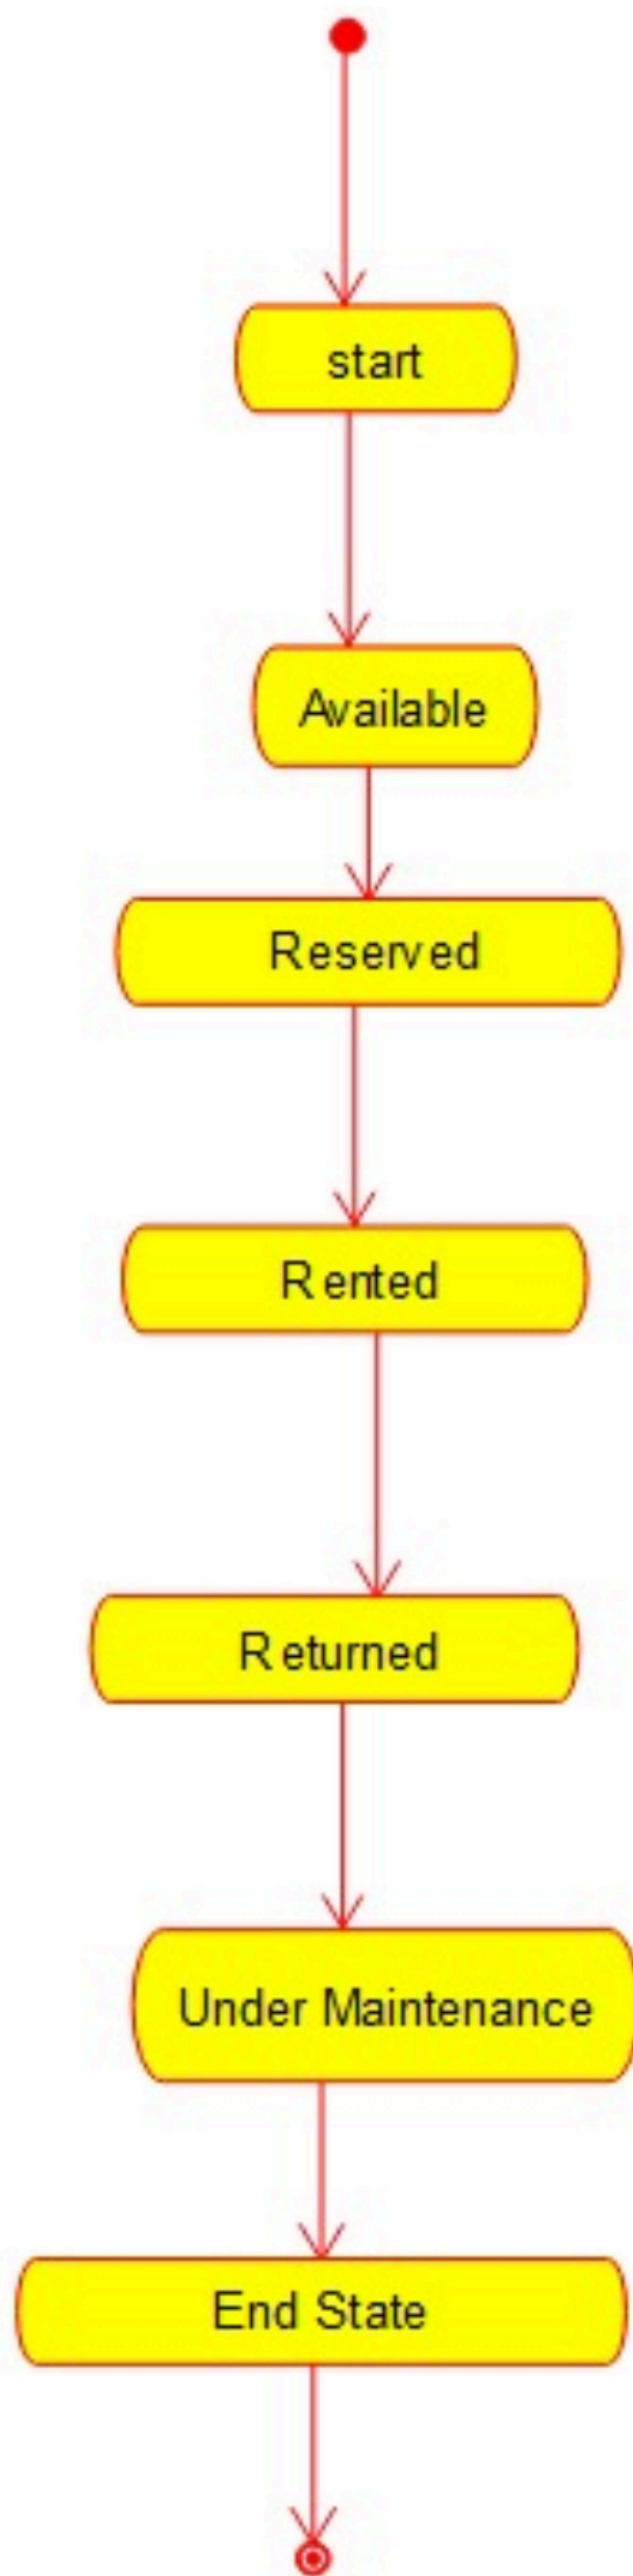 start
Available
Reserved
Rented
Returned
Under Maintenance
End State